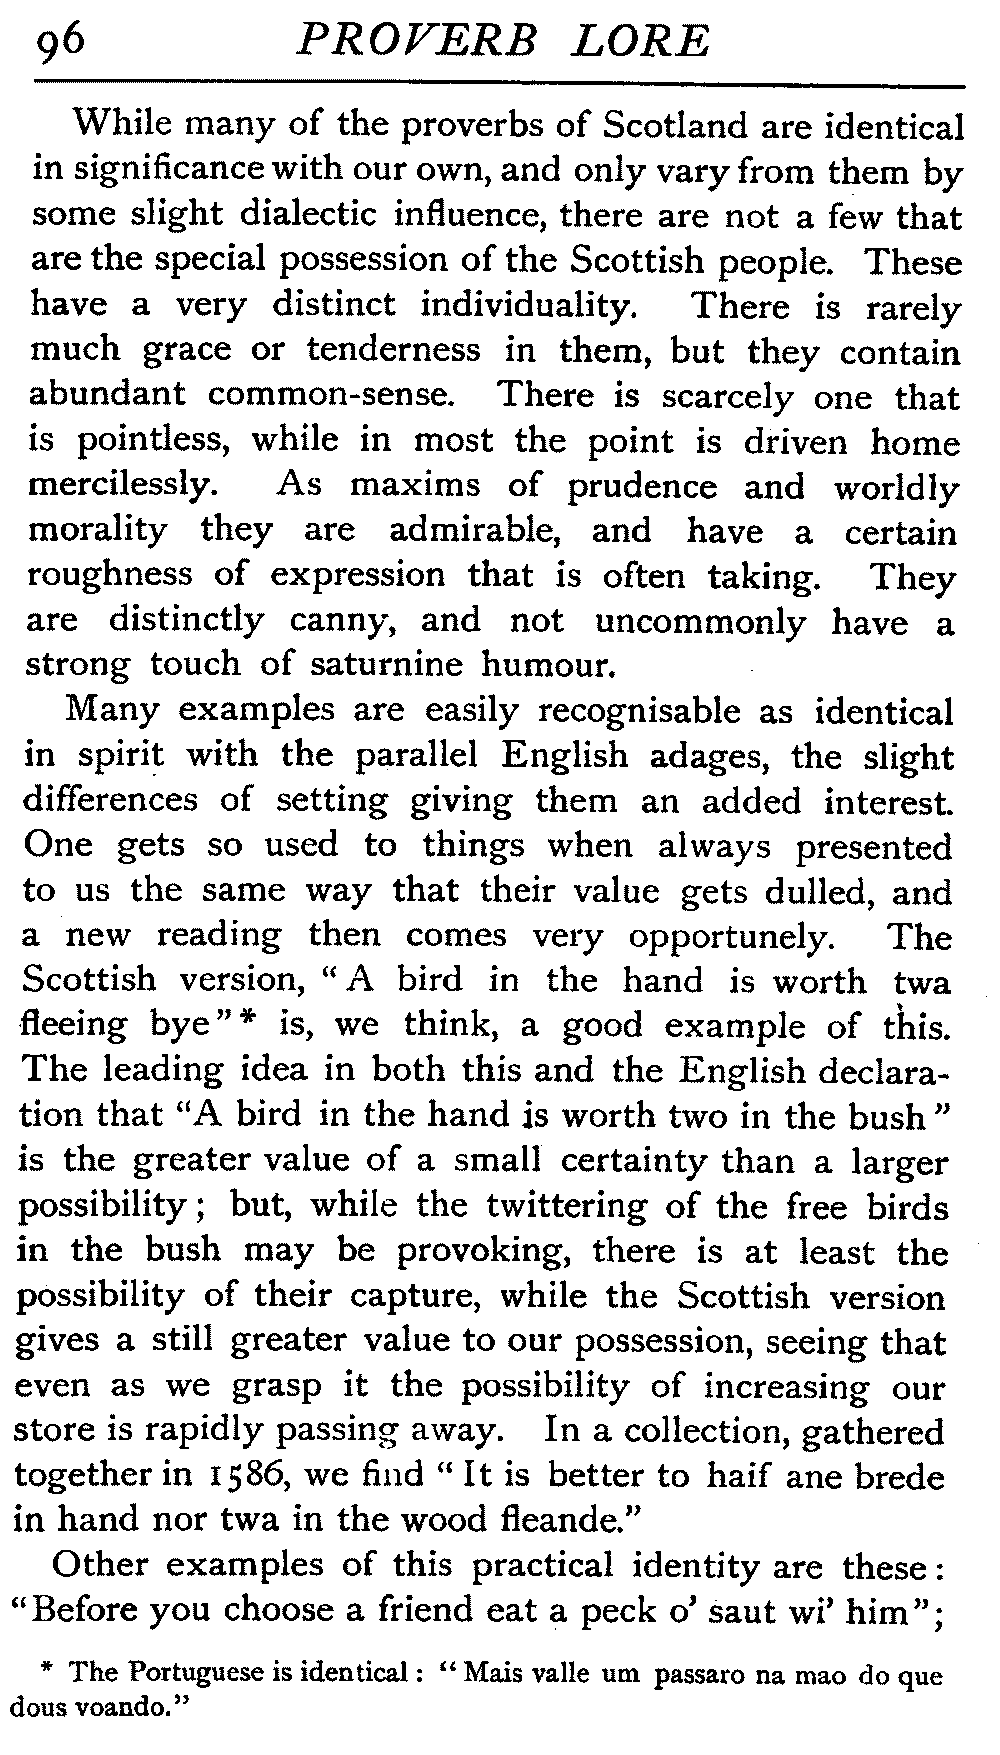 96 PROVERB LORE
While many of the proverbs of Scotland are identical
in significance with our own, and only vary from them by
some slight dialectic influence, there are not a few that
are the special possession of the Scottish people. These
have a very distinct individuality. There is rarely
much grace or tenderness in them, but they contain
abundant common-sense. There is scarcely one that
is pointless, while in most the point is driven home
mercilessly. As maxims of prudence and worldly
morality they are admirable, and have a certain
roughness of expression that is often taking. They
are distinctly canny, and not uncommonly have a
strong touch of saturnine humour.
Many examples are easily recognisable as identical
in spirit with the parallel English adages, the slight
differences of setting giving them an added interest.
One gets so used to things when always presented
to us the same way that their value gets dulled, and
a new reading then comes very opportunely. The
Scottish version, “A bird in the hand is worth twa
fleeing bye”* is, we think, a good example of this.
The leading idea in both this and the English declara-
tion that “A bird in the hand is worth two in the bush”
is the greater value of a small certainty than a larger
possibility; but, while the twittering of the free birds
in the bush may be provoking, there is at least the
possibility of their capture, while the Scottish version
gives a still greater value to our possession, seeing that
even as we grasp it the possibility of increasing our
store is rapidly passing away. In a collection, gathered
together in 1586, we find “It is better to haif ane brede
in hand nor twa in the wood fleande.”
Other examples of this practical identity are these:
“Before you choose a friend eat a peck o’ saut wi’ him”;
* The Portuguese is identical: “Mais valle um passaro na mao do que
dous voando.”